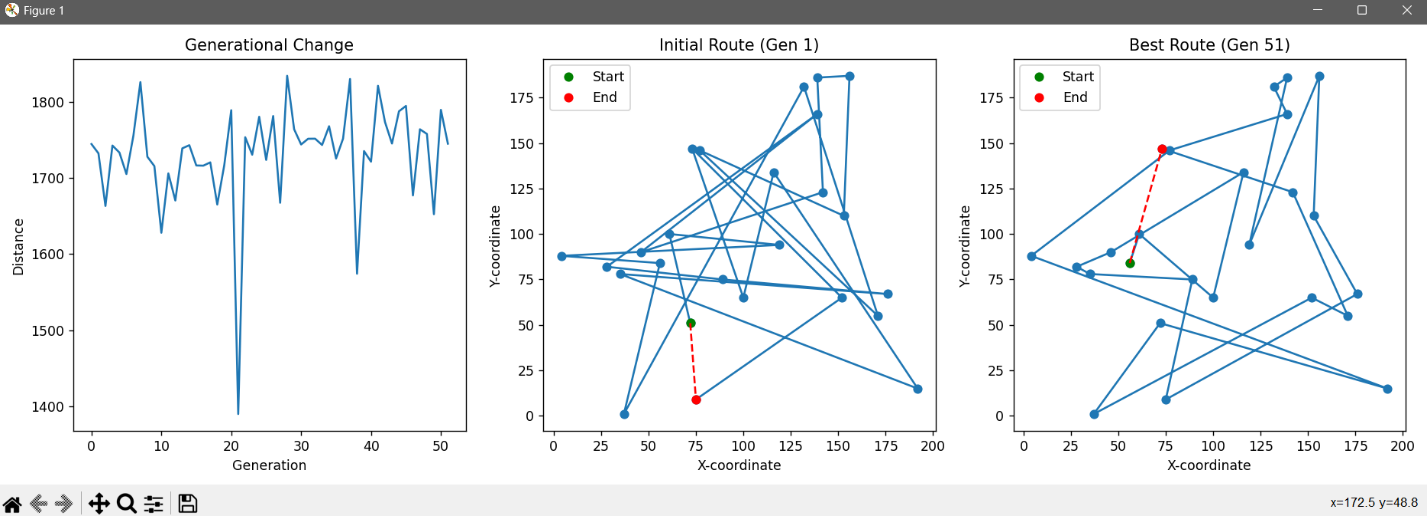 Figure 1
Generational Change
Distance
1800
1700
1600
1500
1400
0 10 20 30 40 50
Generation
Initial Route (Gen 1)
Start
End
Y-coordinate
175
150
125
100
75
50
25
0
0 25 50 75 100 125 150 175 200
X-coordinate
Best Route (Gen 51)
Start
End
Y-coordinate
175
150
125
100
75
50
25
0
0 25 50 75 100 125 150 175 200
X-coordinate
x=172.5 y=48.8